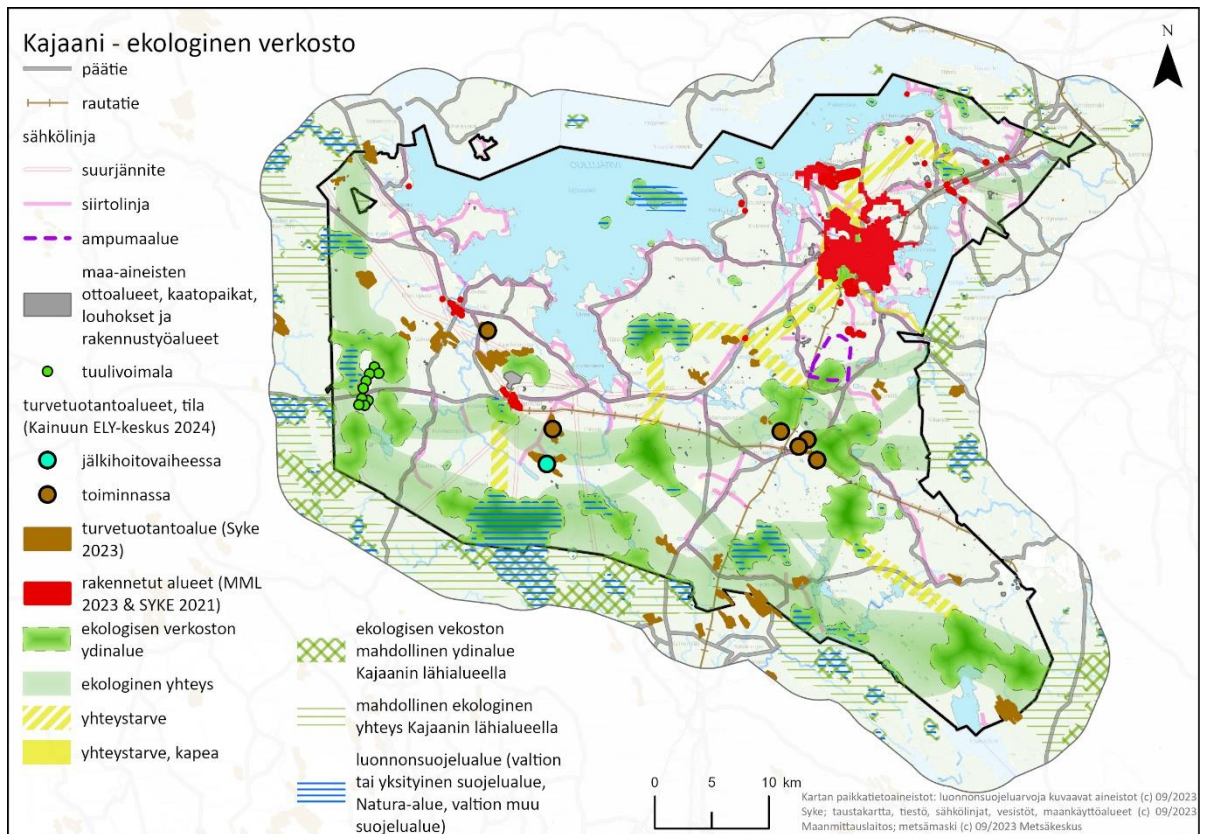 Kajaani - ekologinen verkosto
päätie
rautatie
sähkölinja
suurjännite
siirtolinja
ampumaalue
maa-aineisten
ottoalueet, kaatopaikat,
louhokset ja
rakennustyöalueet
tuulivoimala
turvetuotantoalueet, tila
(Kainuun ELY-keskus 2024)
jälkihoitovaiheessa
toiminnassa
turvetuotantoalue (Syke
2023)
rakennetut alueet (MML
2023 & SYKE 2021)
ekologisen verkoston
ydinalue
ekologinen yhteys
yhteystarve
yhteystarve, kapea
ekologisen vekoston
mahdollinen ydinalue
Kajaanin lähialueella
mahdollinen ekologinen
yhteys Kajaanin lähialueella
luonnonsuojelualue (valtion
tai yksityinen suojelualue,
Natura-alue, valtion muu
suojelualue)
N
OULUJÄRVI
0 5 10 km
Kartan paikkatietoaineistot: luonnonsuojeluarvoja kuvaavat aineistot (c) 09/2023
Syke; taustakartta, tiestö, sähkölinjat, vesistöt, maankäyttöalueet (c) 09/2023
Maanmittauslaitos; metsämaski (c) 09/2023 Metsäkeskus